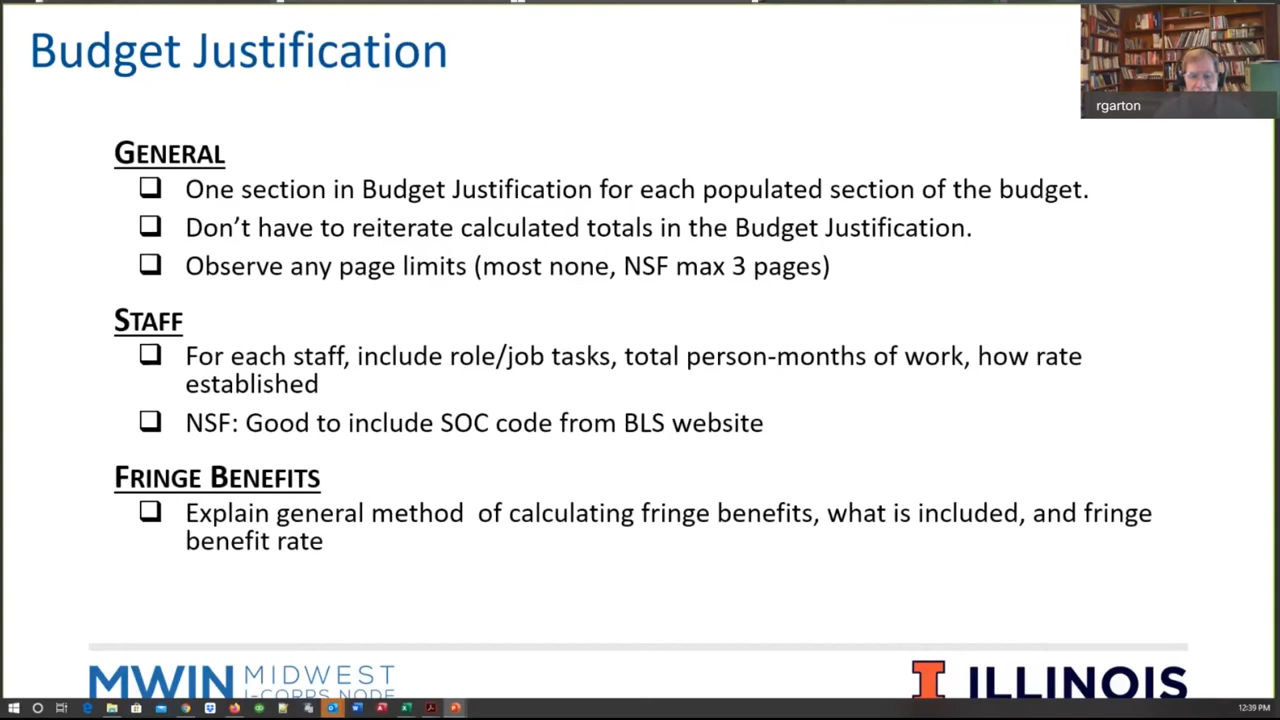 Budget Justification
rgarton
GENERAL
One section in Budget Justification for each populated section of the budget.
Don't have to reiterate calculated totals in the Budget Justification.
Observe any page limits (most none, NSF max 3 pages)
STAFF
For each staff, include role/job tasks, total person-months of work, how rate
established
NSF: Good to include SOC code from BLS website
FRINGE BENEFITS
Explain general method  of calculating fringe benefits, what is included, and fringe
benefit rate
MWIN MIDWEST
I-CORPS NODE
I ILLINOIS
12:39 PM